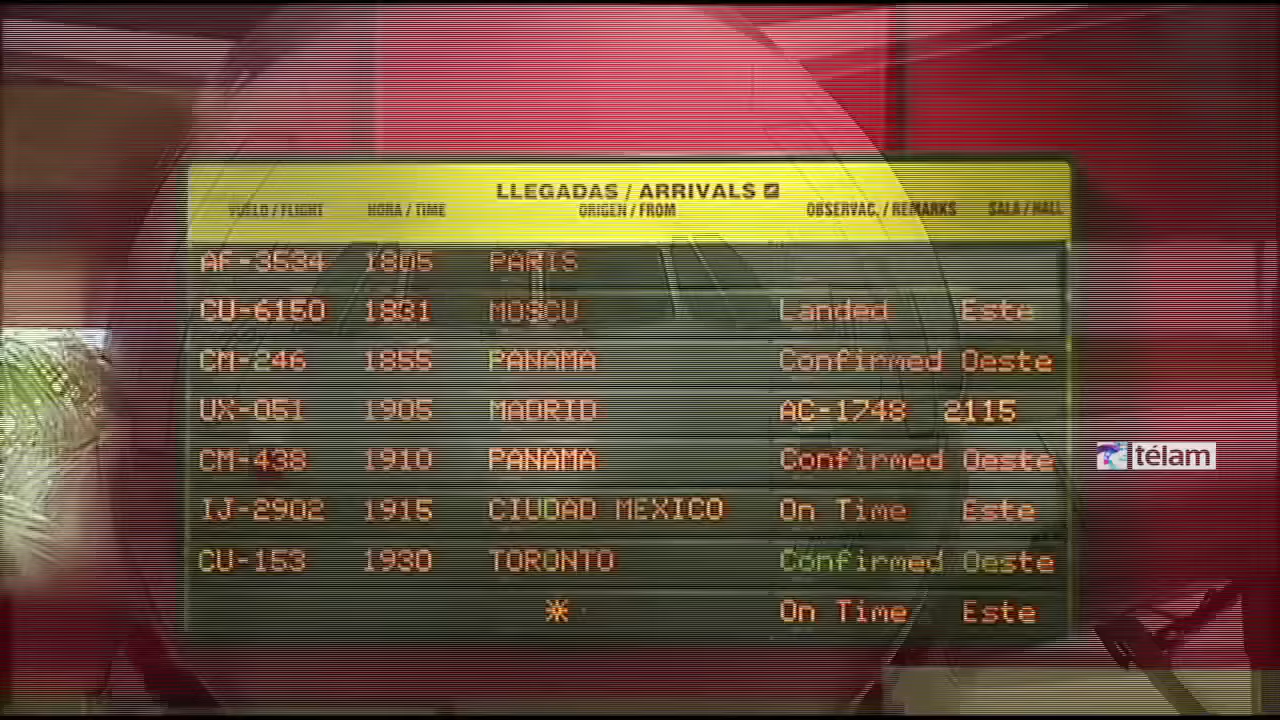 LLEGADAS / ARRIVALS
VUELO / FLIGHT HORA / TIME ORIGEN / FROM OBSERVAC. / REMARKS SALA / HALL
AF-3534 1805 PARIS
CU-6150 1831 MOSCU Landed Este
CM-246 1855 PANAMA Confirmed Oeste
UX-051 1905 MADRID AC-1748 2115
CM-438 1910 PANAMA Confirmed Oeste
IJ-2902 1915 CIUDAD MEXICO On Time Este
CU-153 1930 TORONTO Confirmed Oeste
On Time Este
télam